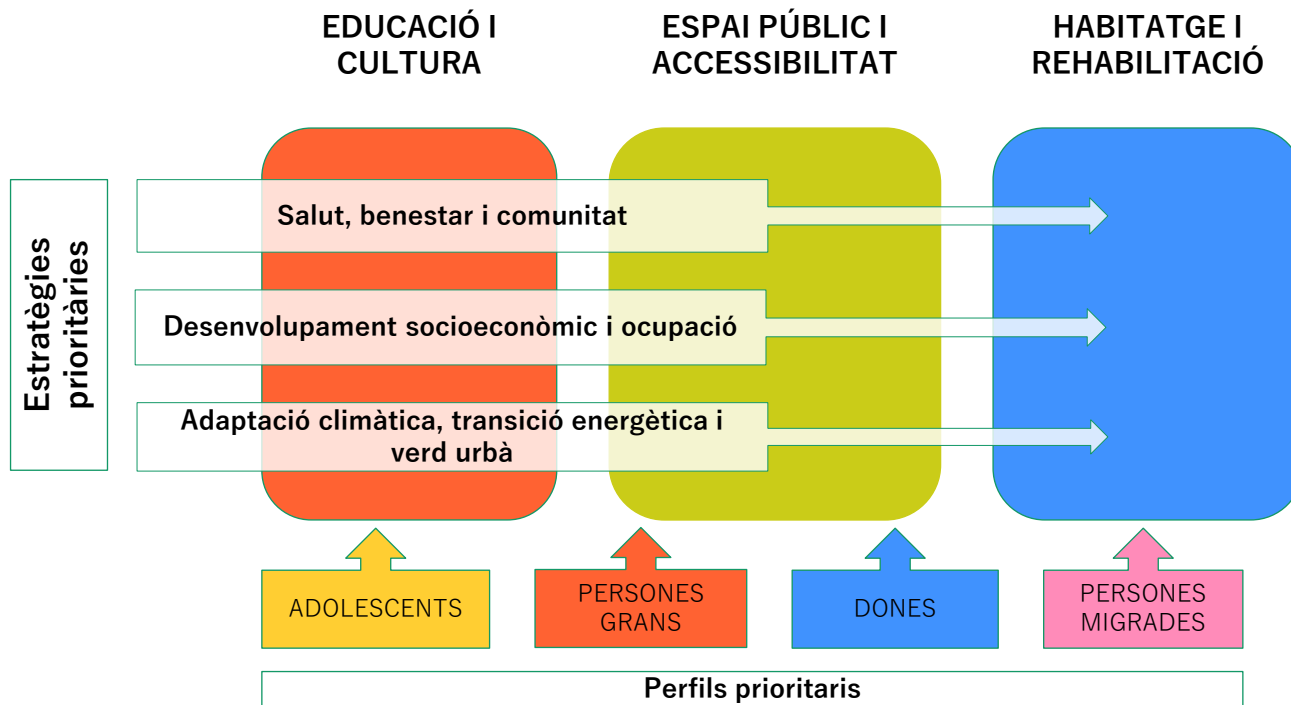 EDUCACIÓ I
CULTURA
ESPAI PÚBLIC I
ACCESSIBILITAT
HABITATGE I
REHABILITACIÓ
Estratègies
prioritàries
Salut, benestar i comunitat
Desenvolupament socioeconòmic i ocupació
Adaptació climàtica, transició energètica i
verd urbà
ADOLESCENTS
PERSONES
GRANS
DONES
PERSONES
MIGRADES
Perfils prioritaris